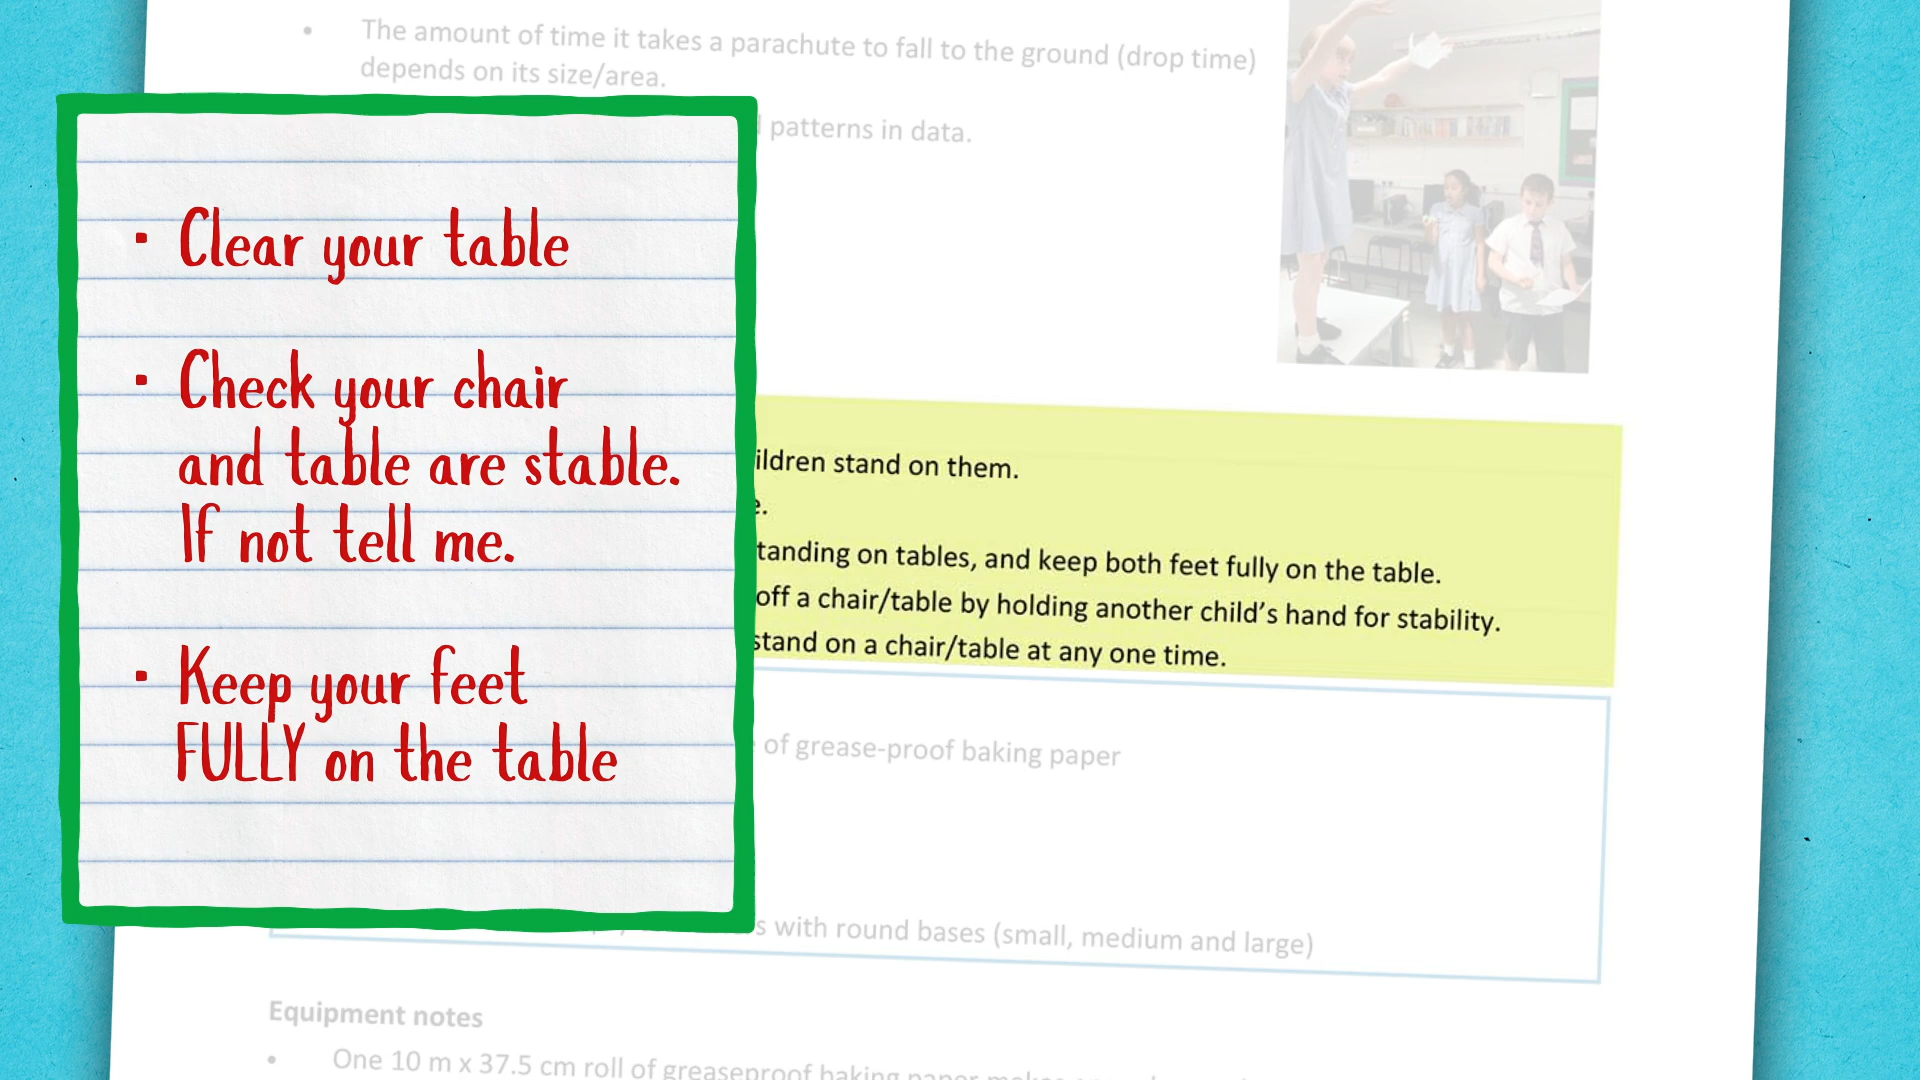 The amount of time it takes a parachute to fall to the ground (drop time)
depends on its size/area.
patterns in data.
· Clear your table
· Check your chair
and table are stable.
If not tell me.
· Keep your feet
FULLY on the table
stand on them.
on tables, and keep both feet fully on the table.
off a chair/table by holding another child's hand for stability.
stand on a chair/table at any one time.
of grease-proof baking paper
with round bases (small, medium and large)
Equipment notes
• One 10 m x 37.5 cm roll of greaseproof baking paper makes